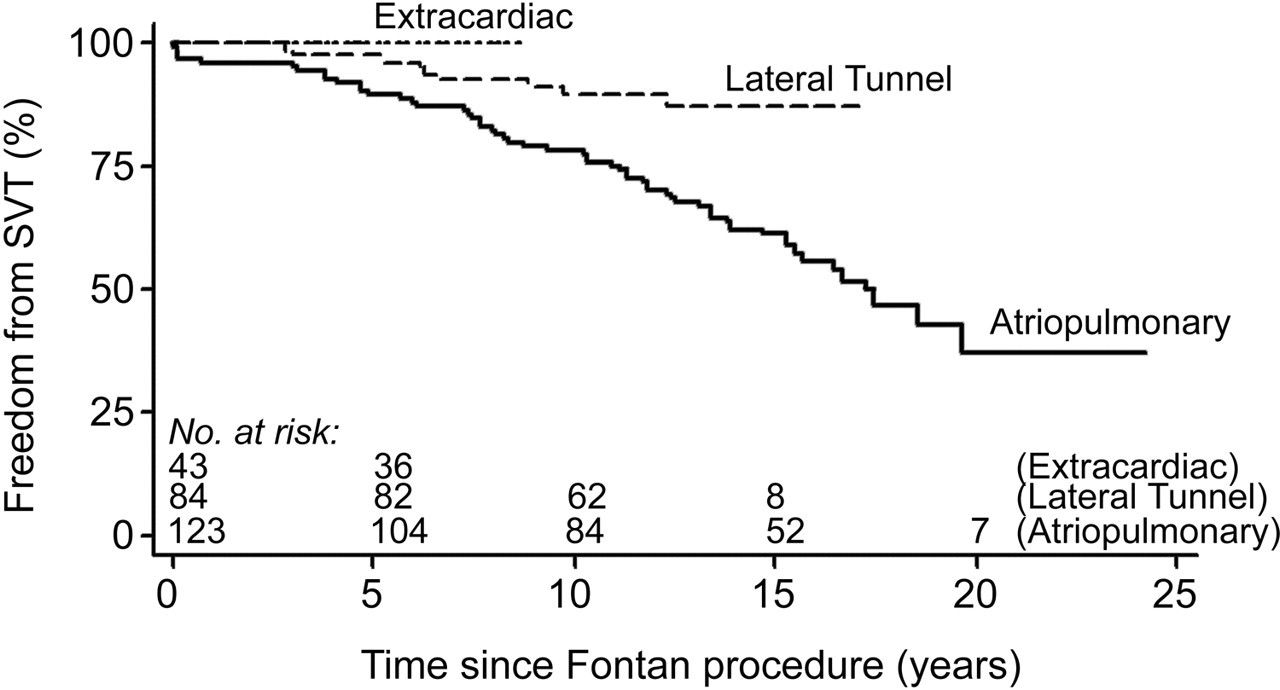 Extracardiac
Lateral Tunnel
Atriopulmonary
Freedom from SVT (%)
100
75
50
25
0
No. at risk:
43 36 (Extracardiac)
84 82 62 8 (Lateral Tunnel)
123 104 84 52 7 (Atriopulmonary)
0 5 10 15 20 25
Time since Fontan procedure (years)